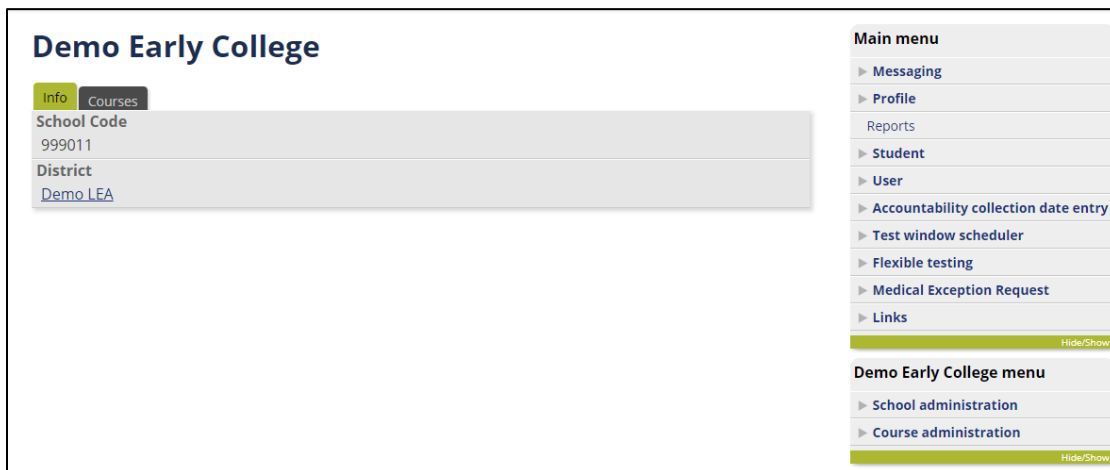 Demo Early College
Info
Courses
School Code
999011
District
Demo LEA
Main menu
Messaging
Profile
Reports
Student
User
Accountability collection date entry
Test window scheduler
Flexible testing
Medical Exception Request
Links
Hide/Show
Demo Early College menu
School administration
Course administration
Hide/Show